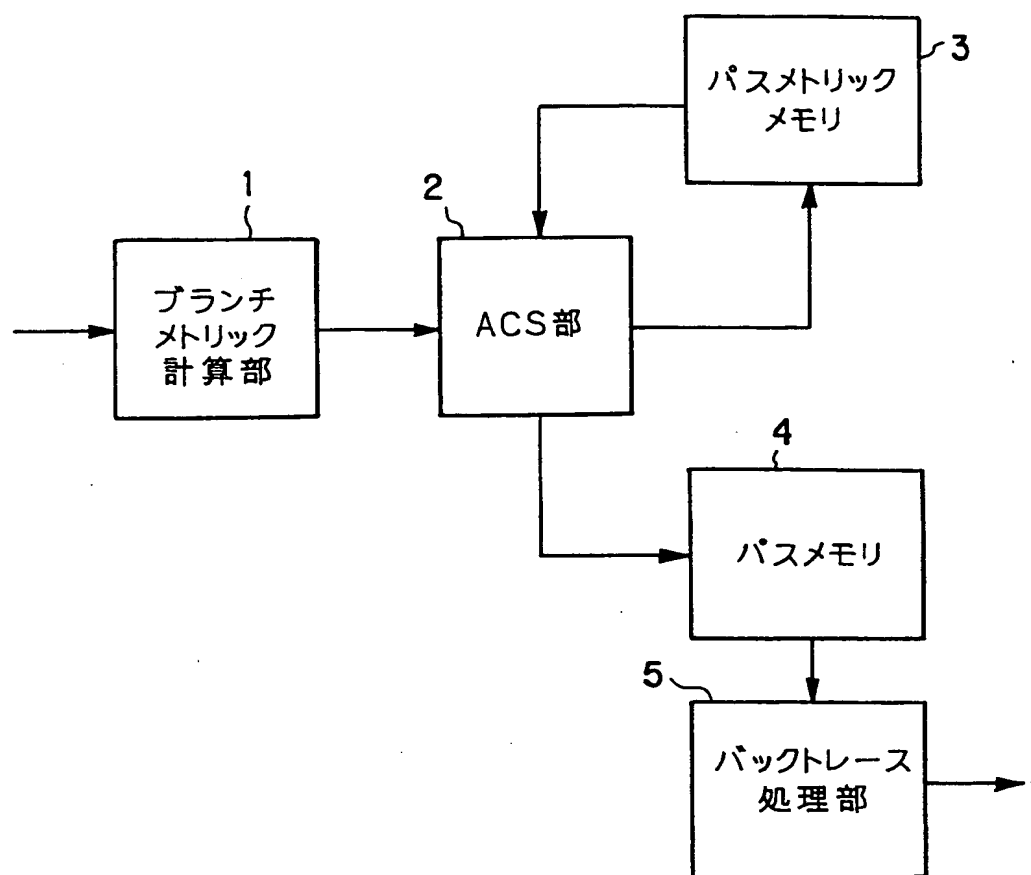 3
パスメトリック
メモリ
1
2
ブランチ
メトリック
計算部
ACS部
4
パスメモリ
5
バックトレース
処理部